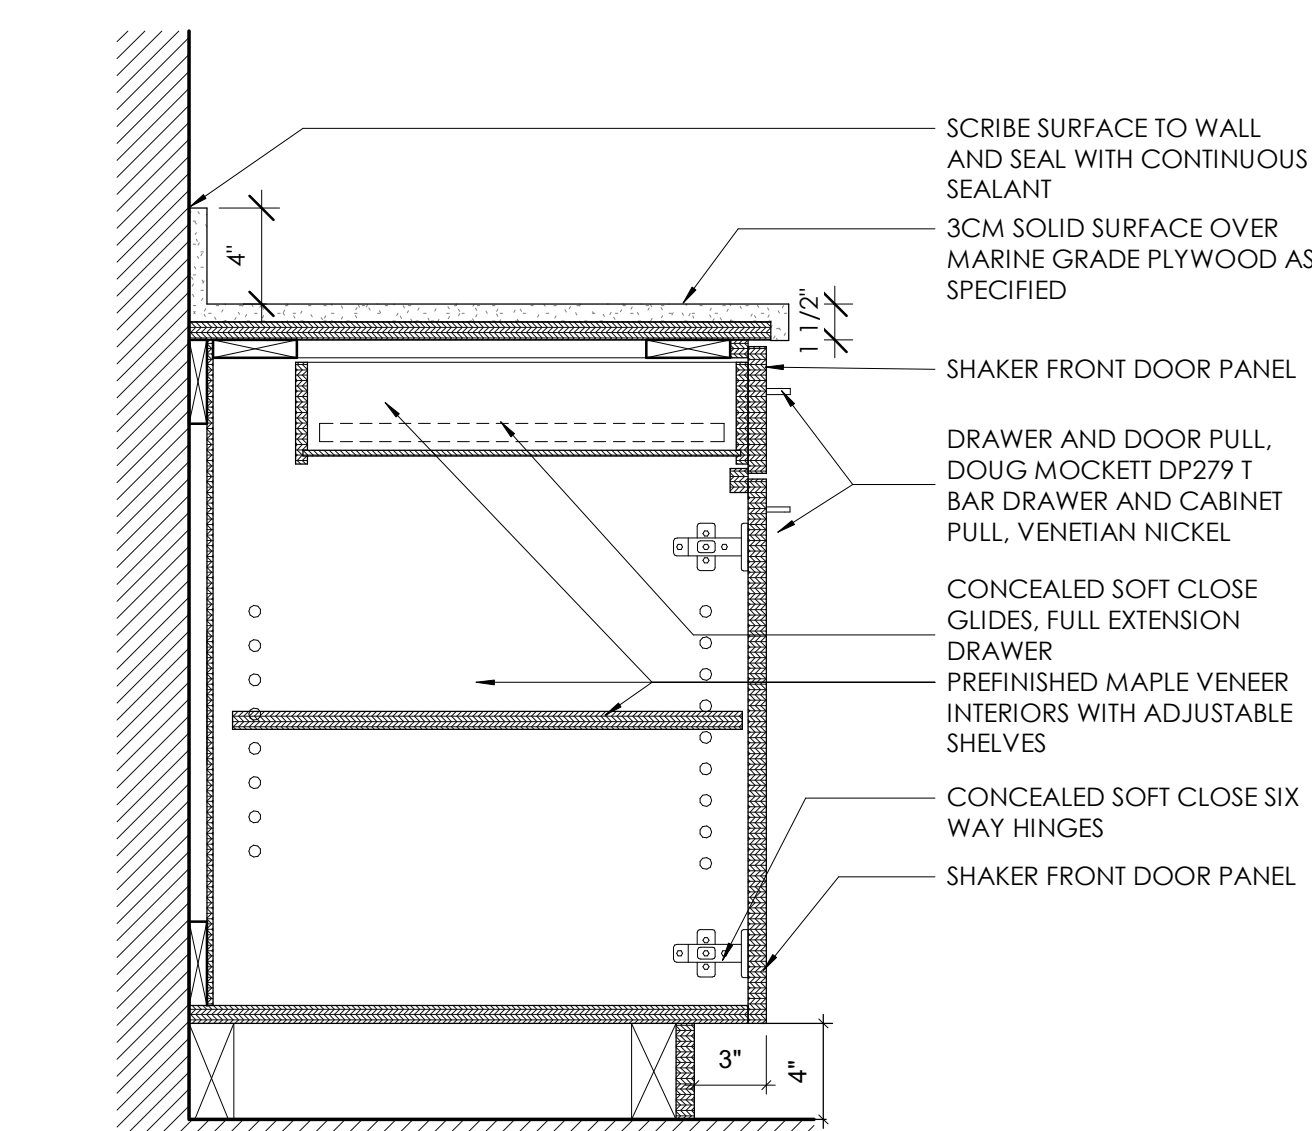 SCRIBE SURFACE TO WALL
AND SEAL WITH CONTINUOUS
SEALANT
3CM SOLID SURFACE OVER
MARINE GRADE PLYWOOD AS
SPECIFIED
4"
1 1/2"
SHAKER FRONT DOOR PANEL
DRAWER AND DOOR PULL,
DOUG MOCKETT DP279 T
BAR DRAWER AND CABINET
PULL, VENETIAN NICKEL
CONCEALED SOFT CLOSE
GLIDES, FULL EXTENSION
DRAWER
PREFINISHED MAPLE VENEER
INTERIORS WITH ADJUSTABLE
SHELVES
CONCEALED SOFT CLOSE SIX
WAY HINGES
SHAKER FRONT DOOR PANEL
3"
4"